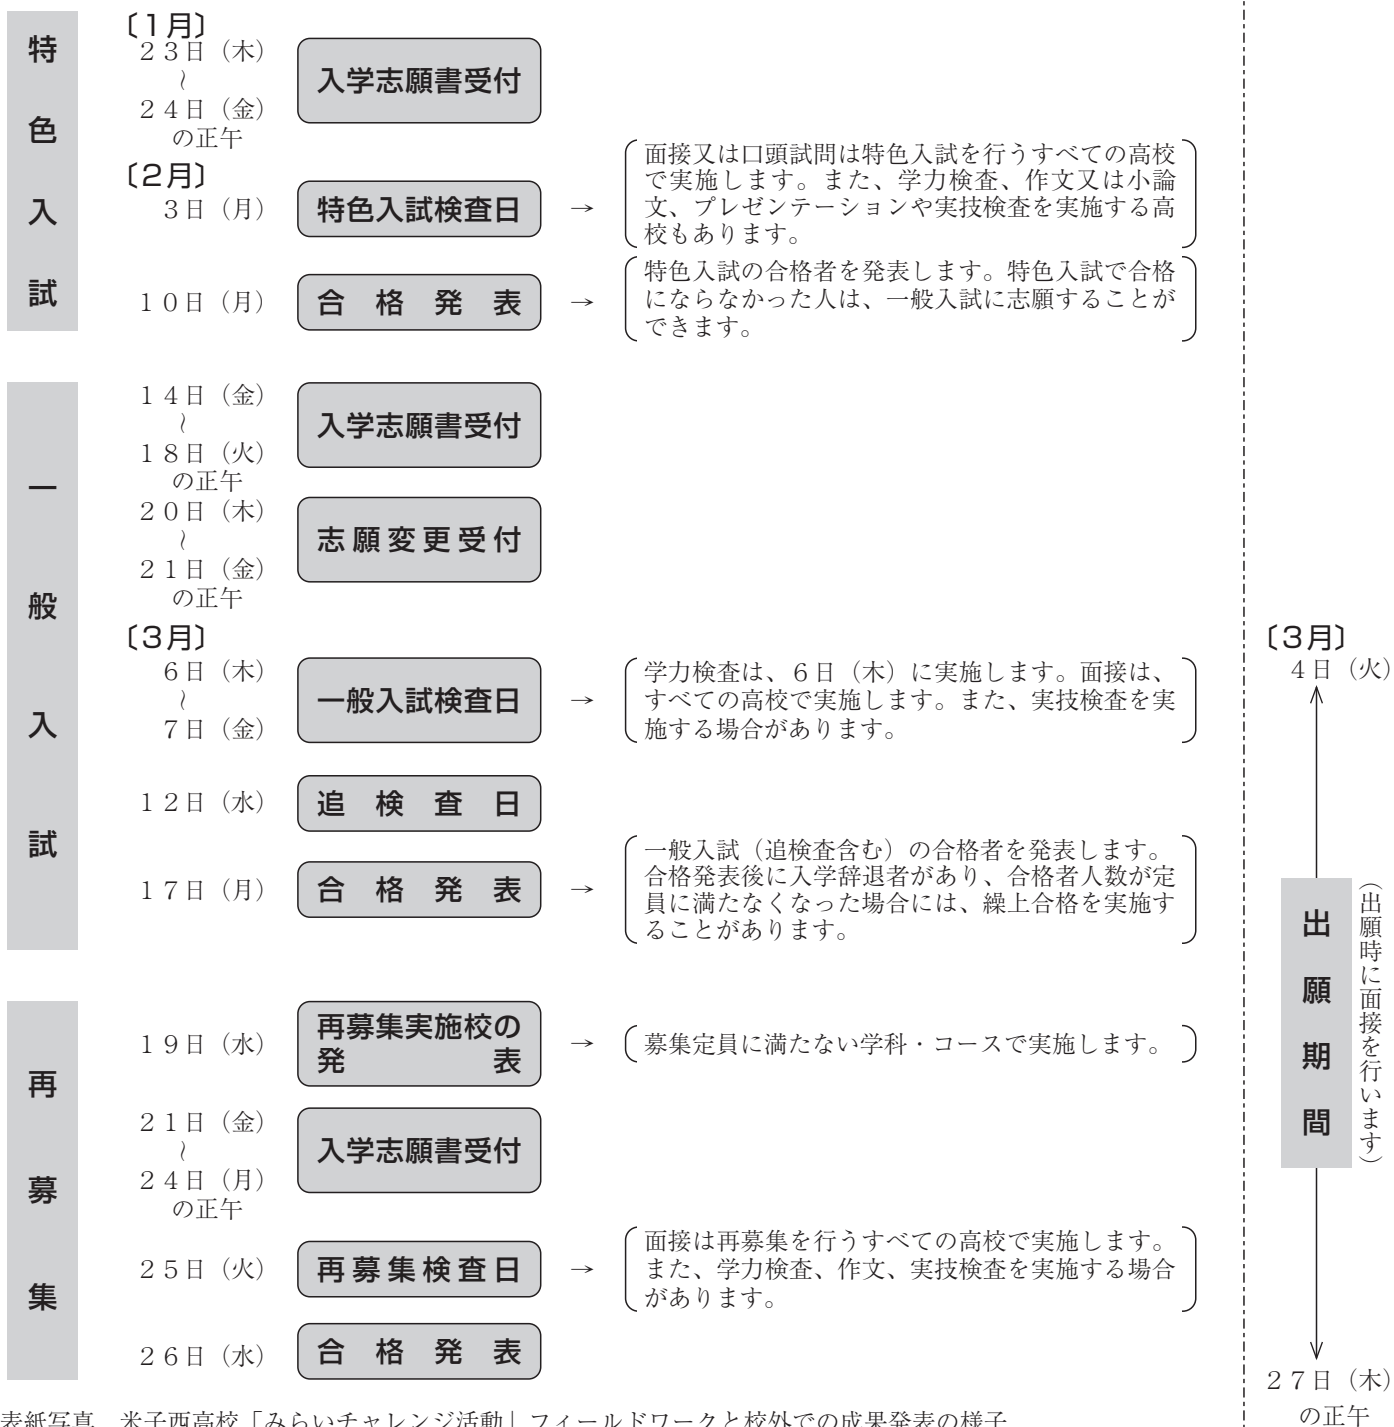 特色入試
〔1月〕
23日（木）
～
24日（金）
の正午
入学志願書受付
〔2月〕
3日（月）
特色入試検査日
→
面接又は口頭試問は特色入試を行うすべての高校
で実施します。また、学力検査、作文又は小論
文、プレゼンテーションや実技検査を実施する高
校もあります。
10日（月）
合格発表
→
特色入試の合格者を発表します。特色入試で合格
にならなかった人は、一般入試に志願することが
できます。
一般入試
14日（金）
～
18日（火）
の正午
入学志願書受付
20日（木）
～
21日（金）
の正午
志願変更受付
〔3月〕
6日（木）
～
7日（金）
一般入試検査日
→
学力検査は、6日（木）に実施します。面接は、
すべての高校で実施します。また、実技検査を実
施する場合があります。
12日（水）
追検査日
17日（月）
合格発表
→
一般入試（追検査含む）の合格者を発表します。
合格発表後に入学辞退者があり、合格者人数が定
員に満たなくなった場合には、繰上合格を実施す
ることがあります。
再募集
19日（水）
再募集実施校の
発表
→
募集定員に満たない学科・コースで実施します。
21日（金）
～
24日（月）
の正午
入学志願書受付
25日（火）
再募集検査日
→
面接は再募集を行うすべての高校で実施します。
また、学力検査、作文、実技検査を実施する場合
があります。
26日（水）
合格発表
〔3月〕
4日（火）
出願期間
（出願時に面接を行います）
27日（木）
の正午
表紙写真　米子西高校「みらいチャレンジ活動」フィールドワークと校外での成果発表の様子